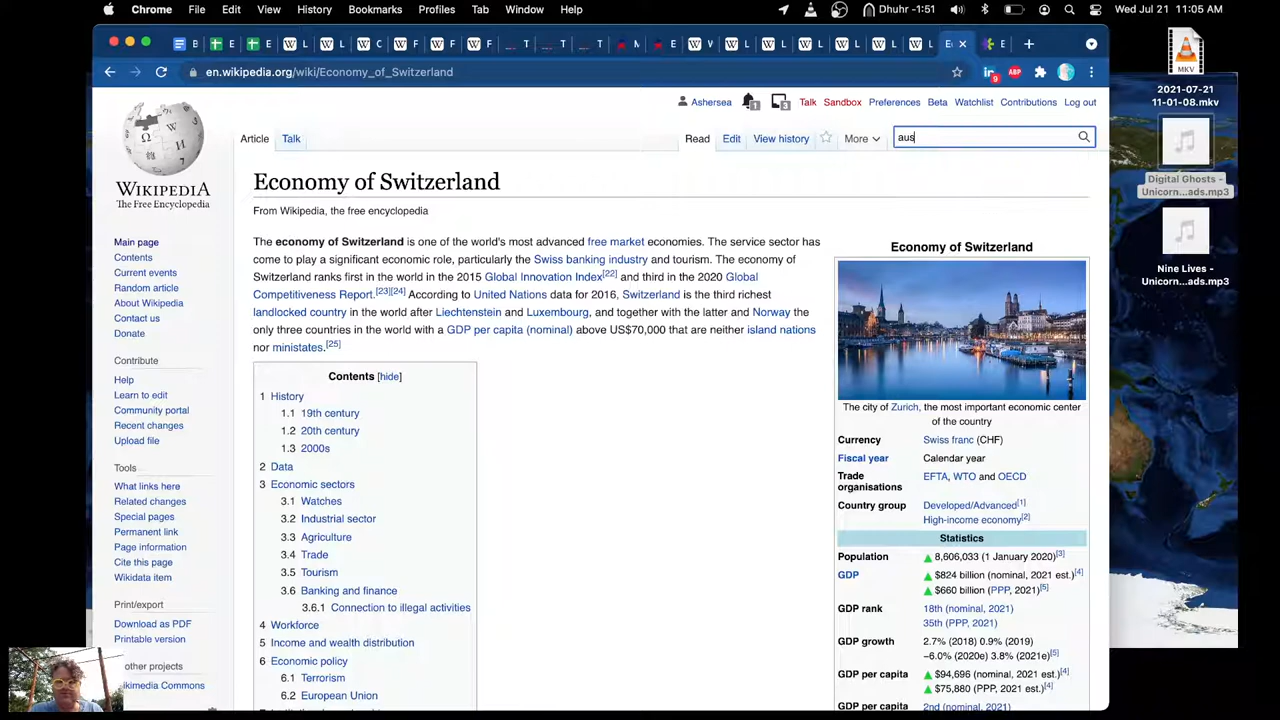 Chrome File Edit View History Bookmarks Profiles Tab Window Help Dhuhr -1:51 Wed Jul 21 11:05 AM
en.wikipedia.org/wiki/Economy_of_Switzerland
9 ABP
MKV
2021-07-21
11-01-08.mkv
Digital Ghosts -
Unicorn...ads.mp3
Nine Lives -
Unicorn...ads.mp3
Ashersea 1 3 Talk Sandbox Preferences Beta Watchlist Contributions Log out
Article Talk Read Edit View history More aus
WIKIPEDIA
The Free Encyclopedia
Main page
Contents
Current events
Random article
About Wikipedia
Contact us
Donate
Contribute
Help
Learn to edit
Community portal
Recent changes
Upload file
Tools
What links here
Related changes
Special pages
Permanent link
Page information
Cite this page
Wikidata item
Print/export
Download as PDF
Printable version
other projects
ikimedia Commons
Economy of Switzerland
From Wikipedia, the free encyclopedia
The economy of Switzerland is one of the world's most advanced free market economies. The service sector has
come to play a significant economic role, particularly the Swiss banking industry and tourism. The economy of
Switzerland ranks first in the world in the 2015 Global Innovation Index[22] and third in the 2020 Global
Competitiveness Report.[23][24] According to United Nations data for 2016, Switzerland is the third richest
landlocked country in the world after Liechtenstein and Luxembourg, and together with the latter and Norway the
only three countries in the world with a GDP per capita (nominal) above US$70,000 that are neither island nations
nor ministates.[25]
Contents [hide]
1 History
1.1 19th century
1.2 20th century
1.3 2000s
2 Data
3 Economic sectors
3.1 Watches
3.2 Industrial sector
3.3 Agriculture
3.4 Trade
3.5 Tourism
3.6 Banking and finance
3.6.1 Connection to illegal activities
4 Workforce
5 Income and wealth distribution
6 Economic policy
6.1 Terrorism
6.2 European Union
Economy of Switzerland
The city of Zurich, the most important economic center
of the country
Currency Swiss franc (CHF)
Fiscal year Calendar year
Trade organisations EFTA, WTO and OECD
Country group Developed/Advanced[1]
High-income economy[2]
Statistics
Population 8,606,033 (1 January 2020)[3]
GDP $824 billion (nominal, 2021 est.)[4]
$660 billion (PPP, 2021)[5]
GDP rank 18th (nominal, 2021)
35th (PPP, 2021)
GDP growth 2.7% (2018) 0.9% (2019)
−6.0% (2020e) 3.8% (2021e)[5]
GDP per capita $94,696 (nominal, 2021 est.)[4]
$75,880 (PPP, 2021)[4]
GDP per capita 2nd (nominal, 2021)